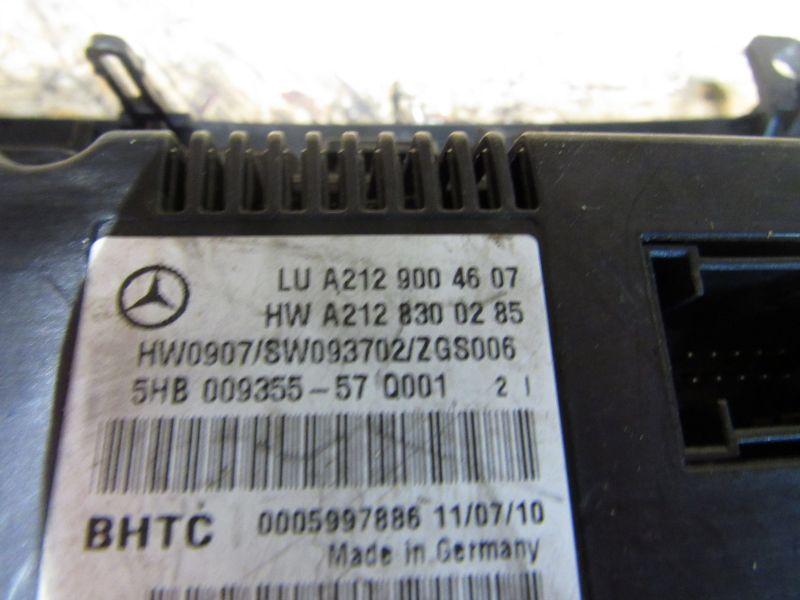 LU A212 900 46 07
HW A212 830 02 85
HW0907/SW093702/ZGS006
5HB 009355-57 Q001 2 I
BHTC 0005997886 11/07/10
Made in Germany